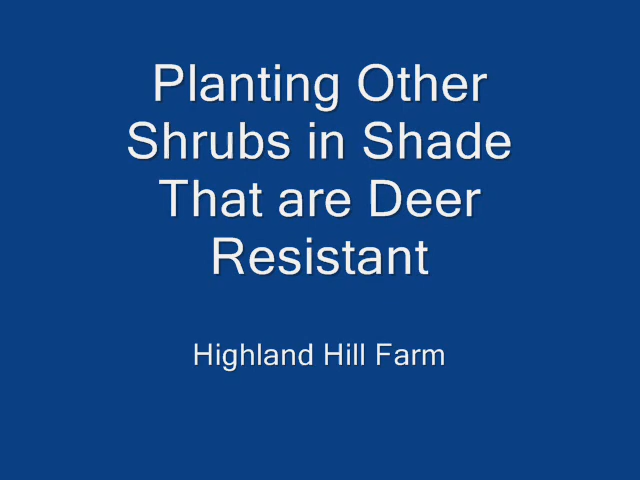 Planting Other
Shrubs in Shade
That are Deer
Resistant
Highland Hill Farm